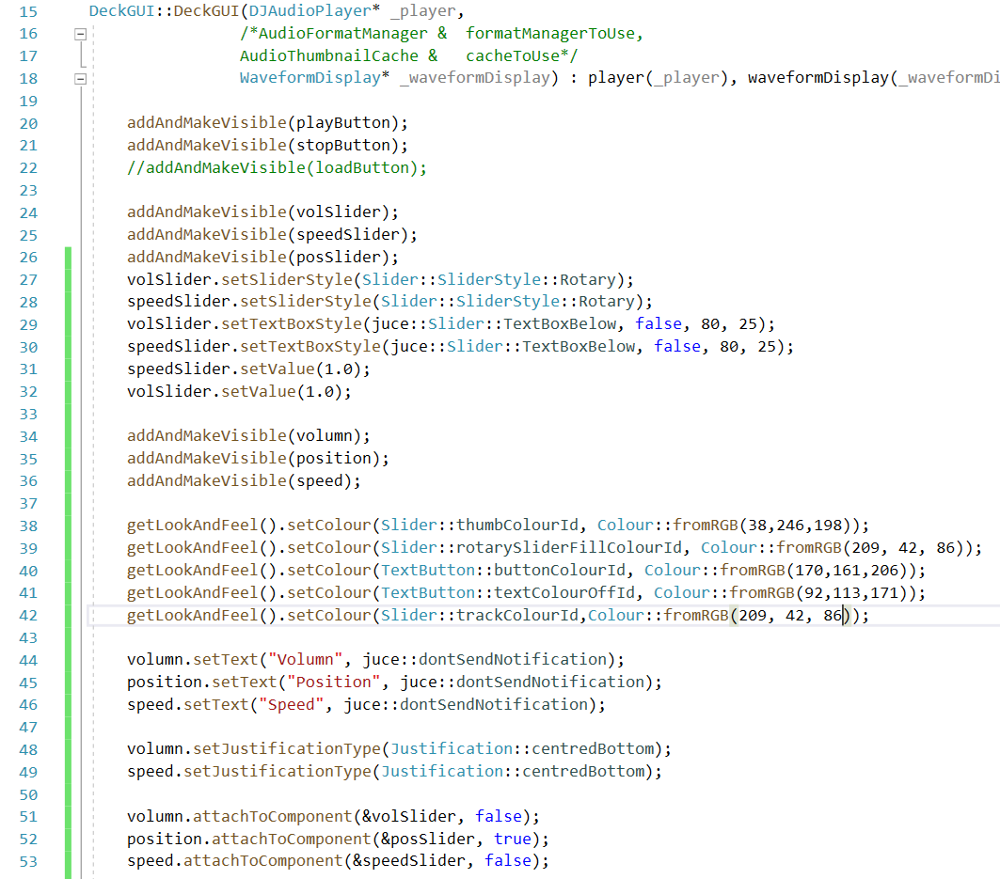 15 DeckGUI::DeckGUI(DJAudioPlayer* _player,
16 /*AudioFormatManager & formatManagerToUse,
17 AudioThumbnailCache & cacheToUse*/
18 WaveformDisplay* _waveformDisplay) : player(_player), waveformDisplay(_waveformDi
19
20 addAndMakeVisible(playButton);
21 addAndMakeVisible(stopButton);
22 //addAndMakeVisible(loadButton);
23
24 addAndMakeVisible(volSlider);
25 addAndMakeVisible(speedSlider);
26 addAndMakeVisible(posSlider);
27 volSlider.setSliderStyle(Slider::SliderStyle::Rotary);
28 speedSlider.setSliderStyle(Slider::SliderStyle::Rotary);
29 volSlider.setTextBoxStyle(juce::Slider::TextBoxBelow, false, 80, 25);
30 speedSlider.setTextBoxStyle(juce::Slider::TextBoxBelow, false, 80, 25);
31 speedSlider.setValue(1.0);
32 volSlider.setValue(1.0);
33
34 addAndMakeVisible(volumn);
35 addAndMakeVisible(position);
36 addAndMakeVisible(speed);
37
38 getLookAndFeel().setColour(Slider::thumbColourId, Colour::fromRGB(38,246,198));
39 getLookAndFeel().setColour(Slider::rotarySliderFillColourId, Colour::fromRGB(209, 42, 86));
40 getLookAndFeel().setColour(TextButton::buttonColourId, Colour::fromRGB(170,161,206));
41 getLookAndFeel().setColour(TextButton::textColourOffId, Colour::fromRGB(92,113,171));
42 getLookAndFeel().setColour(Slider::trackColourId,Colour::fromRGB(209, 42, 86));
43
44 volumn.setText("Volumn", juce::dontSendNotification);
45 position.setText("Position", juce::dontSendNotification);
46 speed.setText("Speed", juce::dontSendNotification);
47
48 volumn.setJustificationType(Justification::centredBottom);
49 speed.setJustificationType(Justification::centredBottom);
50
51 volumn.attachToComponent(&volSlider, false);
52 position.attachToComponent(&posSlider, true);
53 speed.attachToComponent(&speedSlider, false);